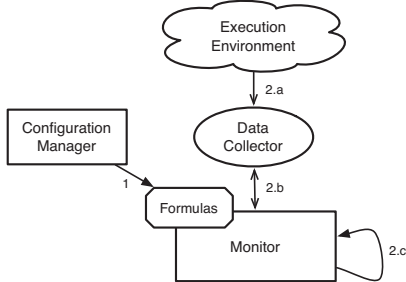 Execution
Environment
2.a
Data
Collector
Configuration
Manager
1
2.b
Formulas
Monitor
2.c